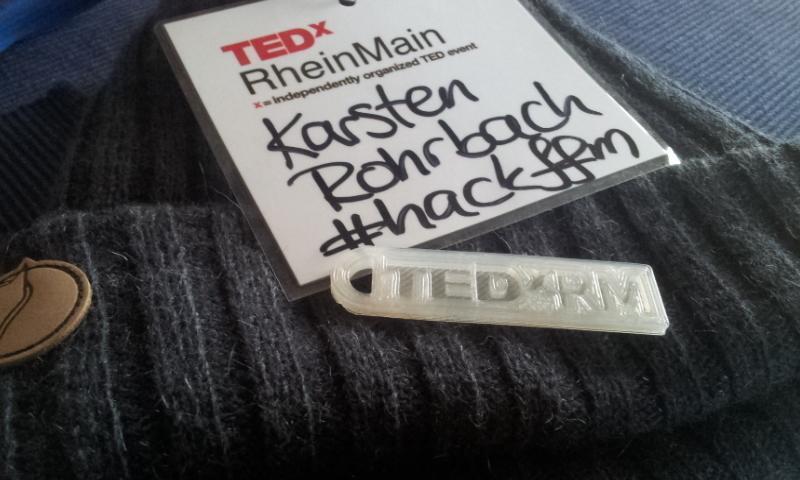 TEDx
RheinMain
x = independently organized TED event
Karsten
Rohrbach
#hackffm
TEDxRM